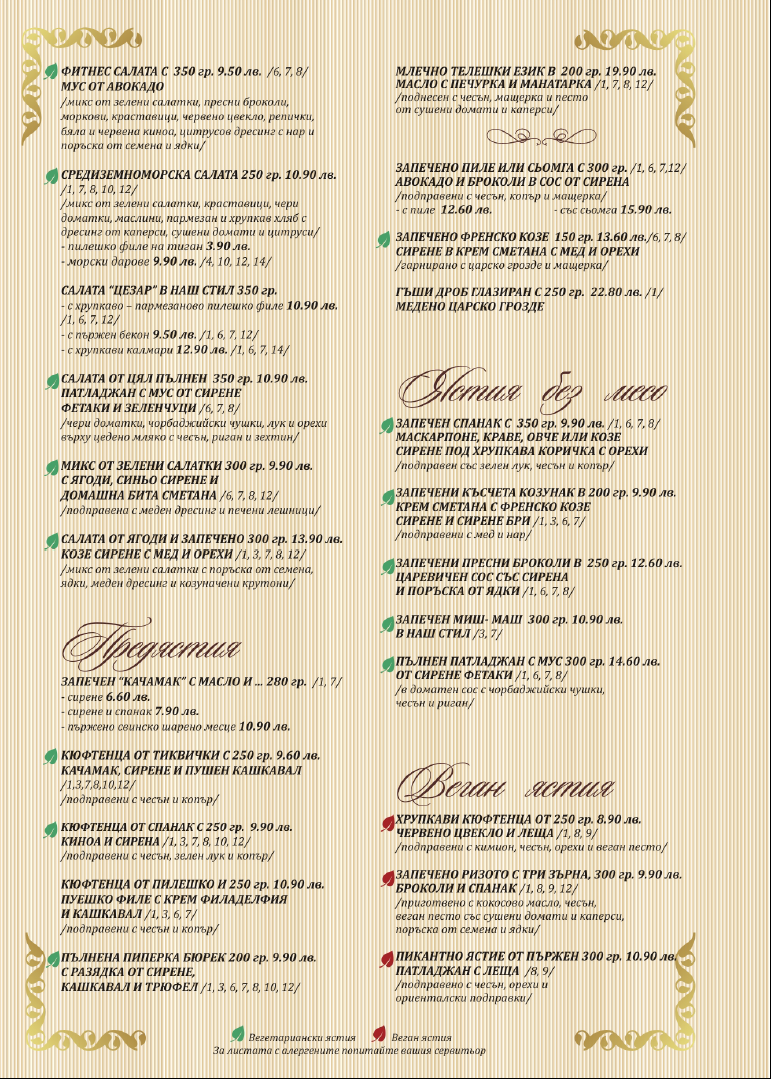 ФИТНЕС САЛАТА С 350 гр. 9.50 лв. /6, 7, 8/
МУС ОТ АВОКАДО
/микс от зелени салатки, пресни броколи,
моркови, краставици, червено цвекло, репички,
бяла и червена киноа, цитрусов дресинг с нар и
поръска от семена и ядки/
СРЕДИЗЕМНОМОРСКА САЛАТА 250 гр. 10.90 лв.
/1, 7, 8, 10, 12/
/микс от зелени салатки, краставици, чери
доматки, маслини, пармезан и хрупкав хляб с
дресинг от каперси, сушени домати и цитруси/
- пилешко филе на тиган 3.90 лв.
- морски дарове 9.90 лв. /4, 10, 12, 14/
САЛАТА "ЦЕЗАР" В НАШ СТИЛ 350 гр.
- с хрупкаво – пармезаново пилешко филе 10.90 лв.
/1, 6, 7, 12/
- с пържен бекон 9.50 лв. /1, 6, 7, 12/
- с хрупкави калмари 12.90 лв. /1, 6, 7, 14/
САЛАТА ОТ ЦЯЛ ПЪЛНЕН 350 гр. 10.90 лв.
ПАТЛАДЖАН С МУС ОТ СИРЕНЕ
ФЕТАКИ И ЗЕЛЕНЧУЦИ /6, 7, 8/
/чери доматки, чорбаджийски чушки, лук и орехи
върху цедено мляко с чесън, риган и зехтин/
МИКС ОТ ЗЕЛЕНИ САЛАТКИ 300 гр. 9.90 лв.
С ЯГОДИ, СИНЬО СИРЕНЕ И
ДОМАШНА БИТА СМЕТАНА /6, 7, 8, 12/
/подправена с меден дресинг и печени лешници/
САЛАТА ОТ ЯГОДИ И ЗАПЕЧЕНО 300 гр. 13.90 лв.
КОЗЕ СИРЕНЕ С МЕД И ОРЕХИ /1, 3, 7, 8, 12/
/микс от зелени салатки с поръска от семена,
ядки, меден дресинг и козуначени крутони/
Предястия
ЗАПЕЧЕН "КАЧАМАК" С МАСЛО И ... 280 гр. /1, 7/
- сирене 6.60 лв.
- сирене и спанак 7.90 лв.
- пържено свинско шарено месце 10.90 лв.
КЮФТЕНЦА ОТ ТИКВИЧКИ С 250 гр. 9.60 лв.
КАЧАМАК, СИРЕНЕ И ПУШЕН КАШКАВАЛ
/1,3,7,8,10,12/
/подправени с чесън и копър/
КЮФТЕНЦА ОТ СПАНАК С 250 гр. 9.90 лв.
КИНОА И СИРЕНА /1, 3, 7, 8, 10, 12/
/подправени с чесън, зелен лук и копър/
КЮФТЕНЦА ОТ ПИЛЕШКО И 250 гр. 10.90 лв.
ПУЕШКО ФИЛЕ С КРЕМ ФИЛАДЕЛФИЯ
И КАШКАВАЛ /1, 3, 6, 7/
/подправени с чесън и копър/
ПЪЛНЕНА ПИПЕРКА БЮРЕК 200 гр. 9.90 лв.
С РАЗЯДКА ОТ СИРЕНЕ,
КАШКАВАЛ И ТРЮФЕЛ /1, 3, 6, 7, 8, 10, 12/
МЛЕЧНО ТЕЛЕШКИ ЕЗИК В 200 гр. 19.90 лв.
МАСЛО С ПЕЧУРКА И МАНАТАРКА /1, 7, 8, 12/
/поднесен с чесън, мащерка и песто
от сушени домати и каперси/
ЗАПЕЧЕНО ПИЛЕ ИЛИ СЬОМГА С 300 гр. /1, 6, 7,12/
АВОКАДО И БРОКОЛИ В СОС ОТ СИРЕНА
/подправени с чесън, копър и мащерка/
- с пиле 12.60 лв. - със сьомга 15.90 лв.
ЗАПЕЧЕНО ФРЕНСКО КОЗЕ 150 гр. 13.60 лв./6, 7, 8/
СИРЕНЕ В КРЕМ СМЕТАНА С МЕД И ОРЕХИ
/гарнирано с царско грозде и мащерка/
ГЪШИ ДРОБ ГЛАЗИРАН С 250 гр. 22.80 лв. /1/
МЕДЕНО ЦАРСКО ГРОЗДЕ
Ястия без месо
ЗАПЕЧЕН СПАНАК С 350 гр. 9.90 лв. /1, 6, 7, 8/
МАСКАРПОНЕ, КРАВЕ, ОВЧЕ ИЛИ КОЗЕ
СИРЕНЕ ПОД ХРУПКАВА КОРИЧКА С ОРЕХИ
/подправен със зелен лук, чесън и копър/
ЗАПЕЧЕНИ КЪСЧЕТА КОЗУНАК В 200 гр. 9.90 лв.
КРЕМ СМЕТАНА С ФРЕНСКО КОЗЕ
СИРЕНЕ И СИРЕНЕ БРИ /1, 3, 6, 7/
/подправени с мед и нар/
ЗАПЕЧЕНИ ПРЕСНИ БРОКОЛИ В 250 гр. 12.60 лв.
ЦАРЕВИЧЕН СОС СЪС СИРЕНА
И ПОРЪСКА ОТ ЯДКИ /1, 6, 7, 8/
ЗАПЕЧЕН МИШ- МАШ 300 гр. 10.90 лв.
В НАШ СТИЛ /3, 7/
ПЪЛНЕН ПАТЛАДЖАН С МУС 300 гр. 14.60 лв.
ОТ СИРЕНЕ ФЕТАКИ /1, 6, 7, 8/
/в доматен сос с чорбаджийски чушки,
чесън и риган/
Веган ястия
ХРУПКАВИ КЮФТЕНЦА ОТ 250 гр. 8.90 лв.
ЧЕРВЕНО ЦВЕКЛО И ЛЕЩА /1, 8, 9/
/подправени с кимион, чесън, орехи и веган песто/
ЗАПЕЧЕНО РИЗОТО С ТРИ ЗЪРНА, 300 гр. 9.90 лв.
БРОКОЛИ И СПАНАК /1, 8, 9, 12/
/приготвено с кокосово масло, чесън,
веган песто със сушени домати и каперси,
поръска от семена и ядки/
ПИКАНТНО ЯСТИЕ ОТ ПЪРЖЕН 300 гр. 10.90 лв.
ПАТЛАДЖАН С ЛЕЩА /8, 9/
/подправено с чесън, орехи и
ориенталски подправки/
Вегетариански ястия Веган ястия
За листата с алергените попитайте вашия сервитьор